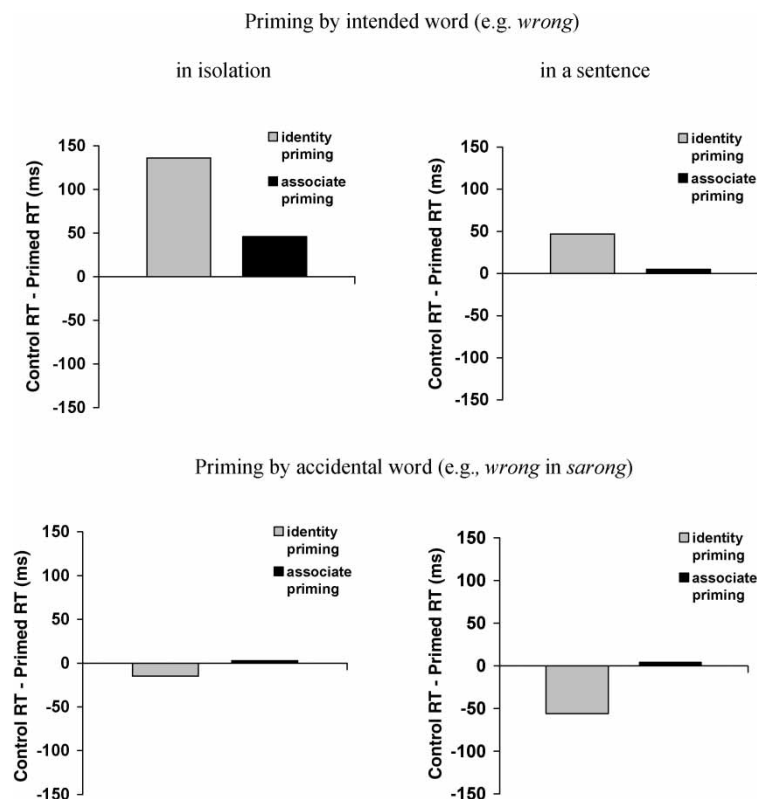 Priming by intended word (e.g. wrong)
in isolation
in a sentence
Control RT - Primed RT (ms)
150
100
50
0
-50
-100
-150
identity
priming
associate
priming
Control RT - Primed RT (ms)
150
100
50
0
-50
-100
-150
identity
priming
associate
priming
Priming by accidental word (e.g., wrong in sarong)
Control RT - Primed RT (ms)
150
100
50
0
-50
-100
-150
identity
priming
associate
priming
Control RT - Primed RT (ms)
150
100
50
0
-50
-100
-150
identity
priming
associate
priming